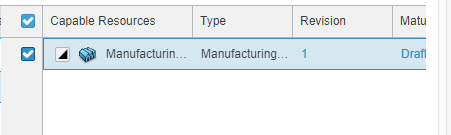 Capable Resources Type Revision Matu
Manufacturin... Manufacturing... 1 Draft